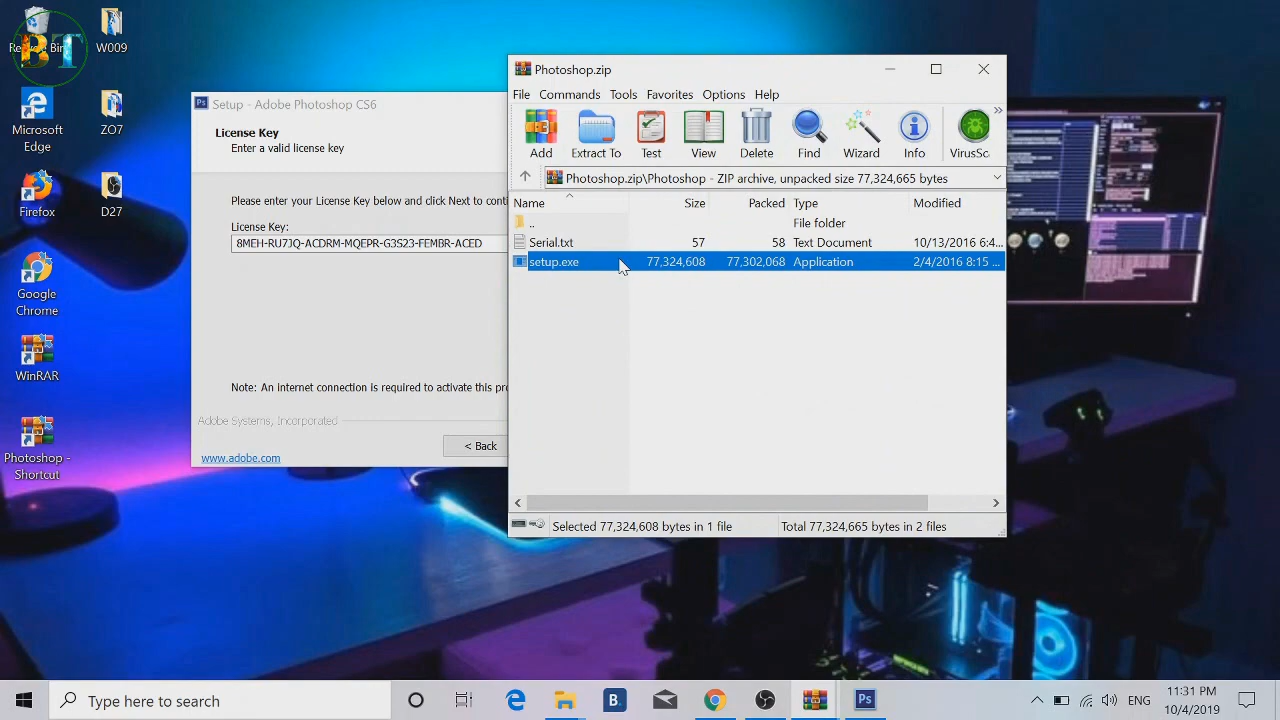 Recycle Bin
BT
W009
Microsoft
Edge
ZO7
Firefox
D27
Google
Chrome
WinRAR
Photoshop -
Shortcut
Setup - Adobe Photoshop CS6
License Key
Enter a valid license key
Please enter your License Key below and click Next to cont
License Key:
8MEH-RU7JQ-ACDRM-MQEPR-G3S23-FEMBR-ACED
Note: An internet connection is required to activate this pro
Adobe Systems, Incorporated
< Back
www.adobe.com
Photoshop.zip
File Commands Tools Favorites Options Help
Add Extract To Test View Delete Find Wizard Info VirusSc
Photoshop.zip\Photoshop - ZIP archive, unpacked size 77,324,665 bytes
Name Size Packed Type Modified
.. File folder
Serial.txt 57 58 Text Document 10/13/2016 6:4...
setup.exe 77,324,608 77,302,068 Application 2/4/2016 8:15 ...
Selected 77,324,608 bytes in 1 file Total 77,324,665 bytes in 2 files
Type here to search
B.
Ps
ENG
11:31 PM
10/4/2019